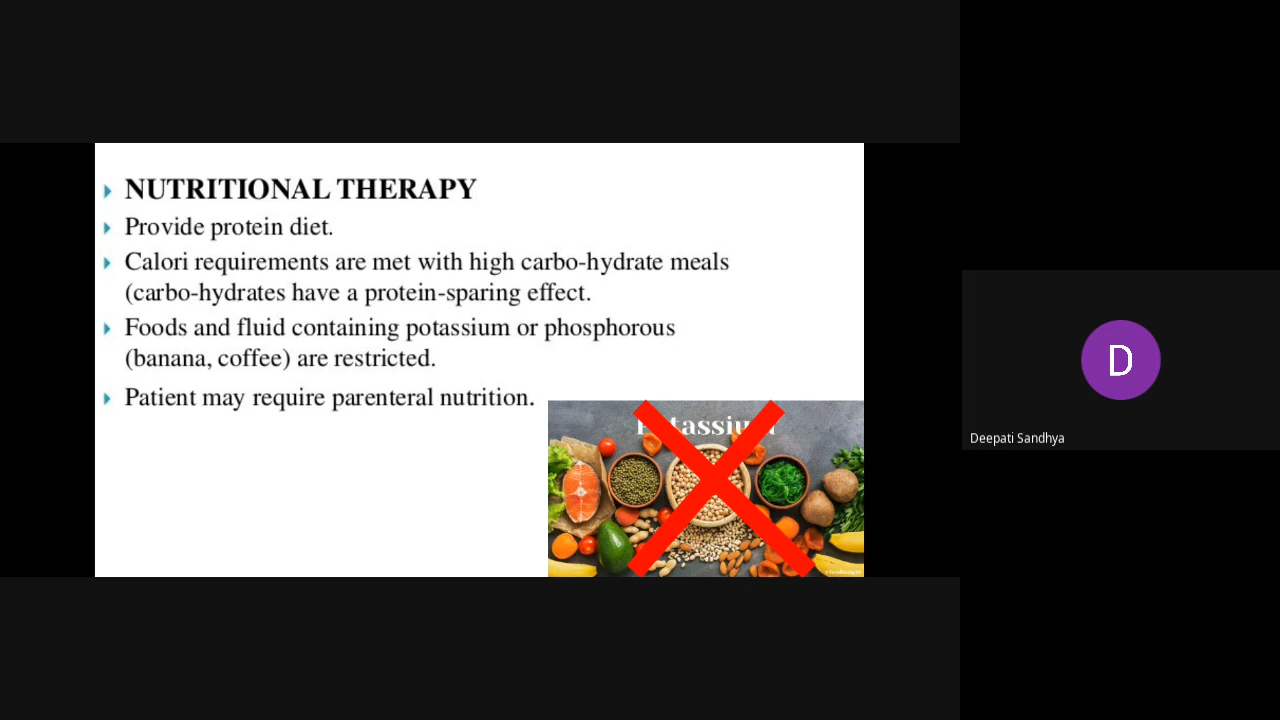 NUTRITIONAL THERAPY
Provide protein diet.
Calori requirements are met with high carbo-hydrate meals
(carbo-hydrates have a protein-sparing effect.
Foods and fluid containing potassium or phosphorous
(banana, coffee) are restricted.
Patient may require parenteral nutrition.
D
Deepati Sandhya